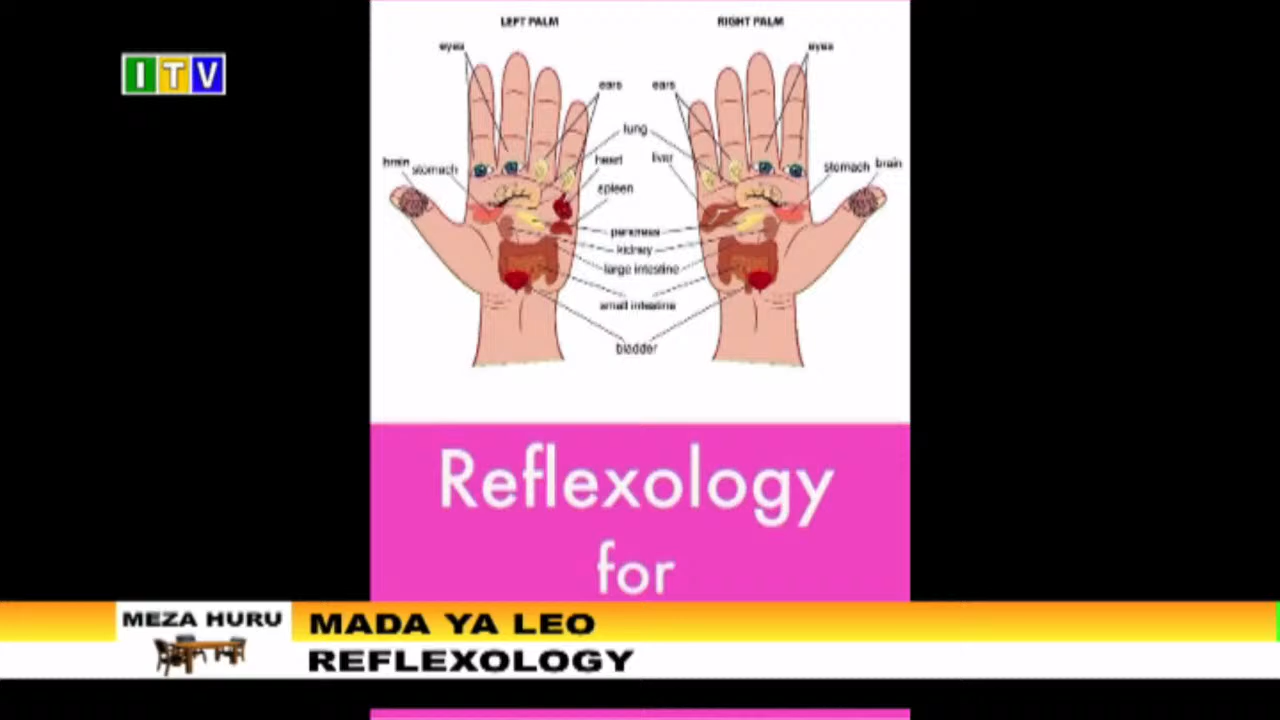 LEFT PALM RIGHT PALM
eyes eyes
ITV
ears ears
lung
brain stomach heart liver stomach brain
spleen
pancreas
kidney
large intestine
small intestine
bladder
Reflexology
for
MEZA HURU
MADA YA LEO
REFLEXOLOGY